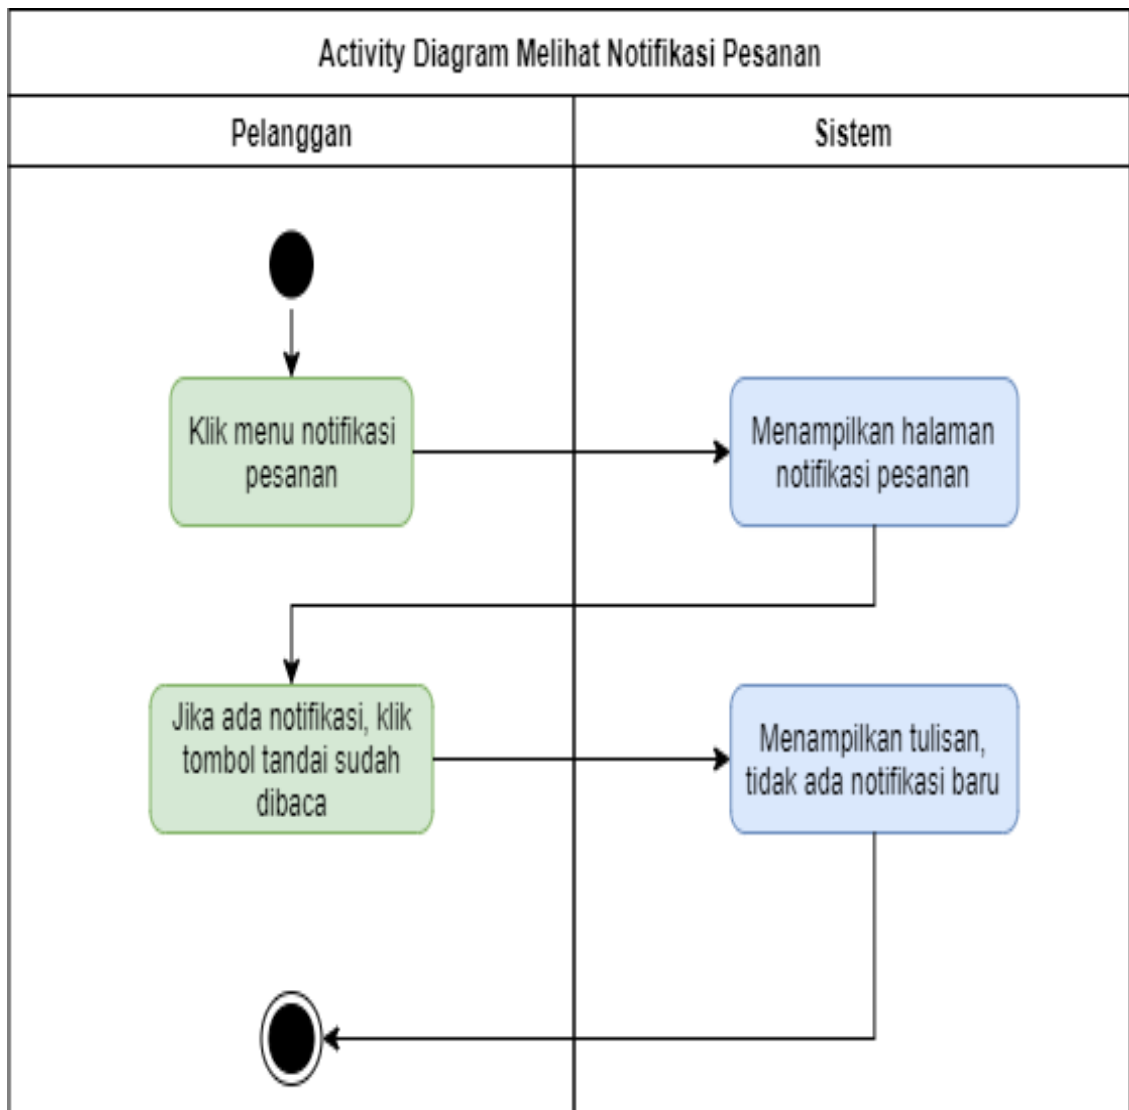 Activity Diagram Melihat Notifikasi Pesanan
Pelanggan
Sistem
Klik menu notifikasi
pesanan
Menampilkan halaman
notifikasi pesanan
Jika ada notifikasi, klik
tombol tandai sudah
dibaca
Menampilkan tulisan,
tidak ada notifikasi baru